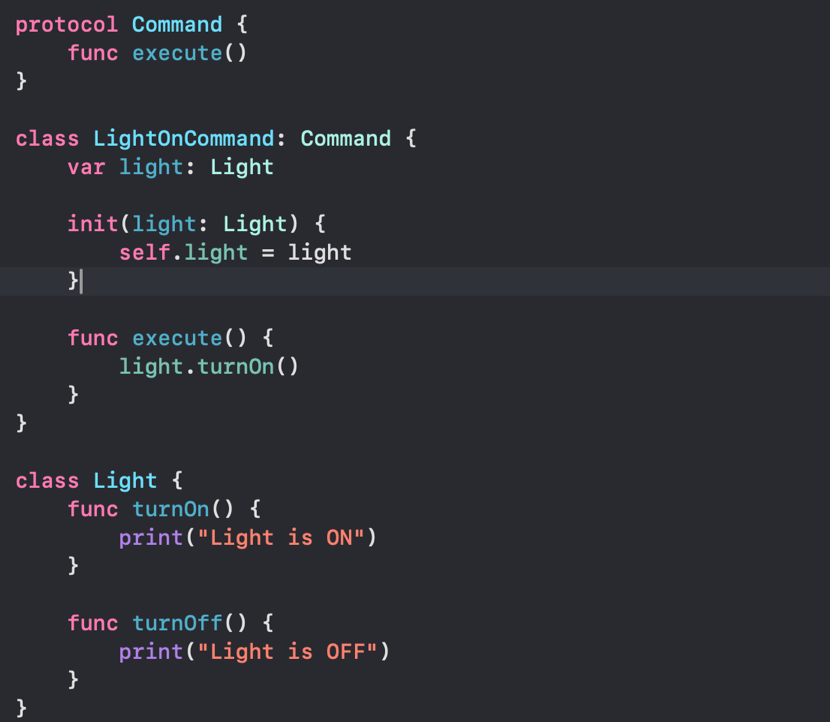 protocol Command {
    func execute()
}

class LightOnCommand: Command {
    var light: Light

    init(light: Light) {
        self.light = light
    }

    func execute() {
        light.turnOn()
    }
}

class Light {
    func turnOn() {
        print("Light is ON")
    }

    func turnOff() {
        print("Light is OFF")
    }
}